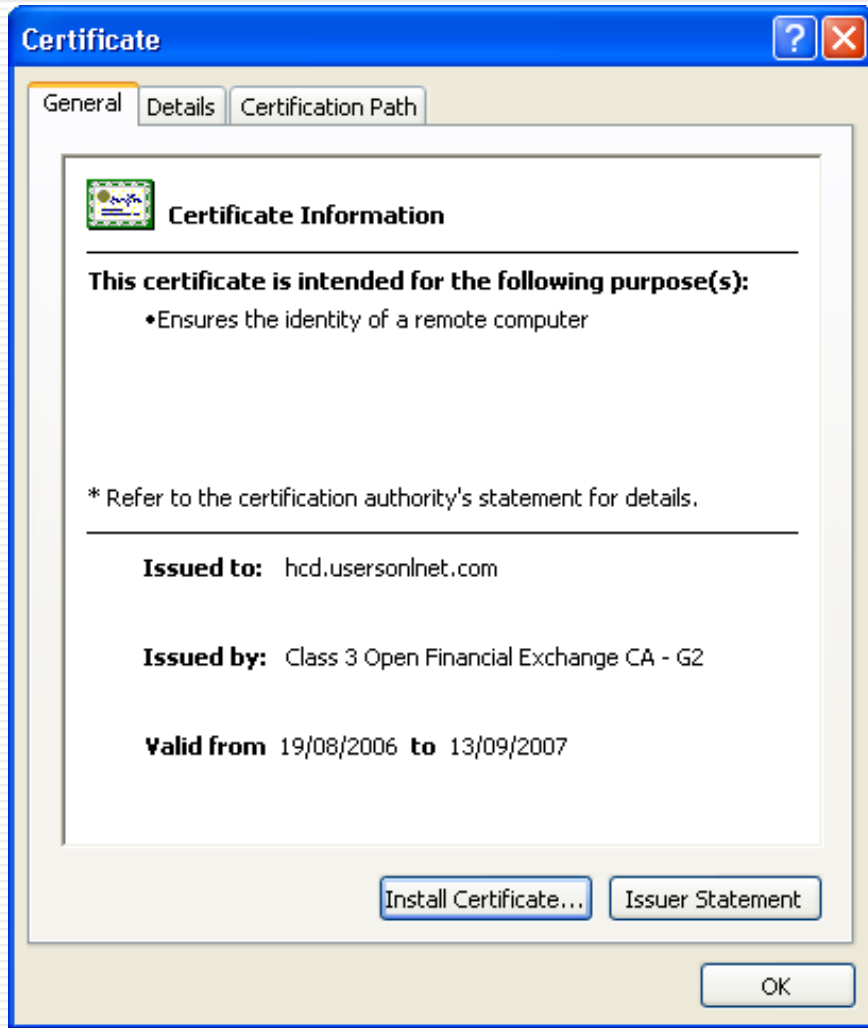 Certificate
?
General Details Certification Path
Certificate Information
This certificate is intended for the following purpose(s):
•Ensures the identity of a remote computer
* Refer to the certification authority's statement for details.
Issued to: hcd.usersonlnet.com
Issued by: Class 3 Open Financial Exchange CA - G2
Valid from 19/08/2006 to 13/09/2007
Install Certificate... Issuer Statement
OK